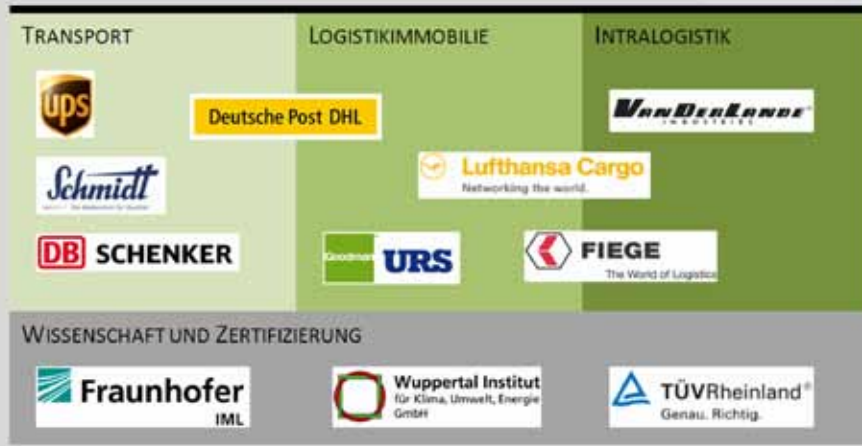 TRANSPORT
LOGISTIKIMMOBILIE
INTRALOGISTIK
ups
Deutsche Post DHL
VANDERLANDE
INDUSTRIES
Schmidt
Lufthansa Cargo
Networking the world.
DB SCHENKER
Goodman
URS
FIEGE
The World of Logistics
WISSENSCHAFT UND ZERTIFIZIERUNG
Fraunhofer
IML
Wuppertal Institut
für Klima, Umwelt, Energie
GmbH
TÜVRheinland®
Genau. Richtig.